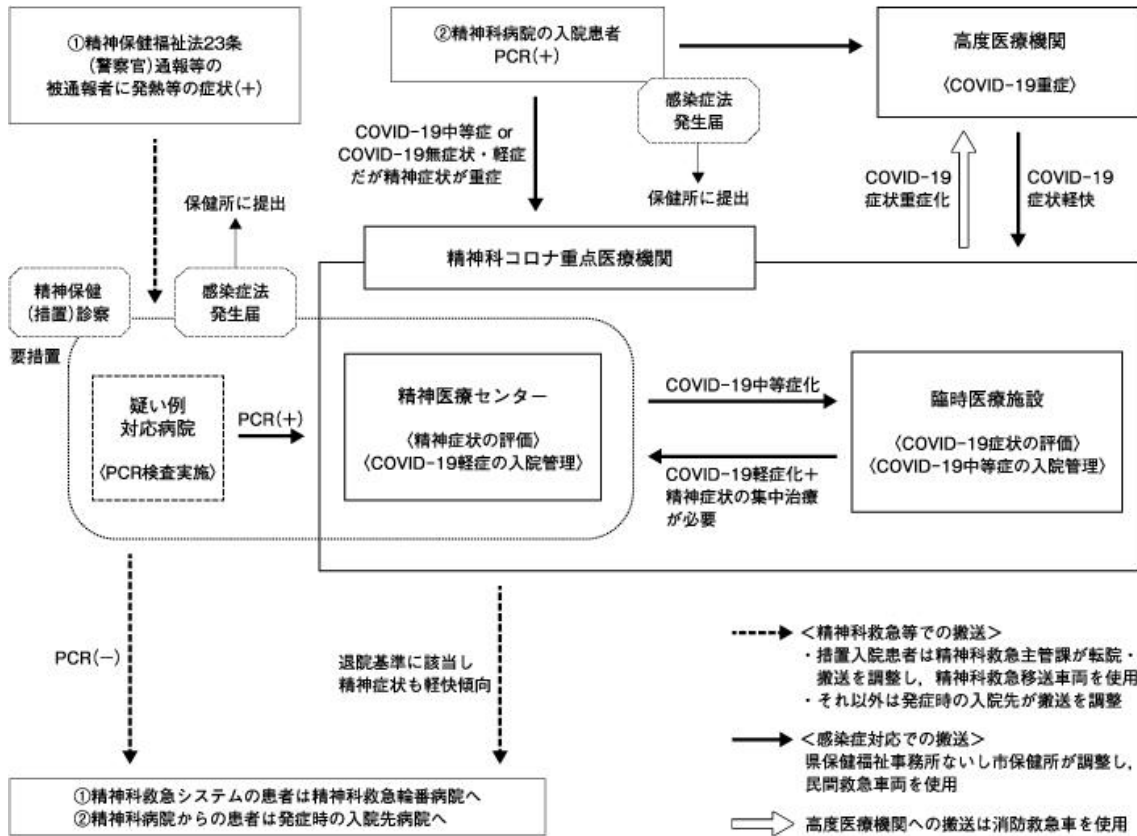 ①精神保健福祉法23条
(警察官)通報等の
被通報者に発熱等の症状(+)
②精神科病院の入院患者
PCR(+)
高度医療機関
〈COVID-19重症〉
感染症法
発生届
COVID-19中等症 or
COVID-19無症状・軽症
だが精神症状が重症
保健所に提出
保健所に提出
COVID-19
症状重症化
COVID-19
症状軽快
精神科コロナ重点医療機関
精神保健
(措置)診察
感染症法
発生届
要措置
疑い例
対応病院
〈PCR検査実施〉
PCR(+)
精神医療センター
〈精神症状の評価〉
〈COVID-19軽症の入院管理〉
COVID-19中等症化
COVID-19軽症化+
精神症状の集中治療
が必要
臨時医療施設
〈COVID-19症状の評価〉
〈COVID-19中等症の入院管理〉
PCR(-)
退院基準に該当し
精神症状も軽快傾向
①精神科救急システムの患者は精神科救急輪番病院へ
②精神科病院からの患者は発症時の入院先病院へ
<精神科救急等での搬送>
・措置入院患者は精神科救急主管課が転院・
搬送を調整し，精神科救急移送車両を使用
・それ以外は発症時の入院先が搬送を調整
<感染症対応での搬送>
県保健福祉事務所ないし市保健所が調整し，
民間救急車両を使用
高度医療機関への搬送は消防救急車を使用